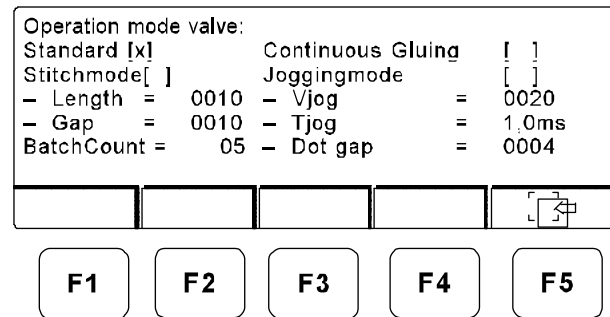 Operation mode valve:
Standard [x] Continuous Gluing [ ]
Stitchmode[ ] Joggingmode [ ]
– Length = 0010 – Vjog = 0020
– Gap = 0010 – Tjog = 1,0ms
BatchCount = 05 – Dot gap = 0004
F1 F2 F3 F4 F5